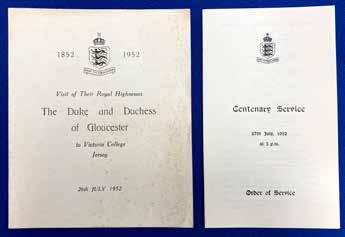 1852 1952
Visit of Their Royal Highnesses
The Duke and Duchess
of Gloucester
to Victoria College
Jersey
26th JULY 1952
Centenary Service
27th July, 1952
at 3 p.m.
Order of Service